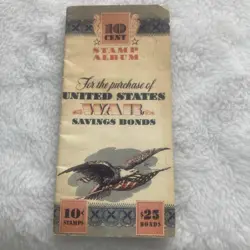 10
CENT
STAMP
ALBUM
For the purchase of
UNITED STATES
WAR
SAVINGS BONDS
10¢ $25
STAMPS BONDS